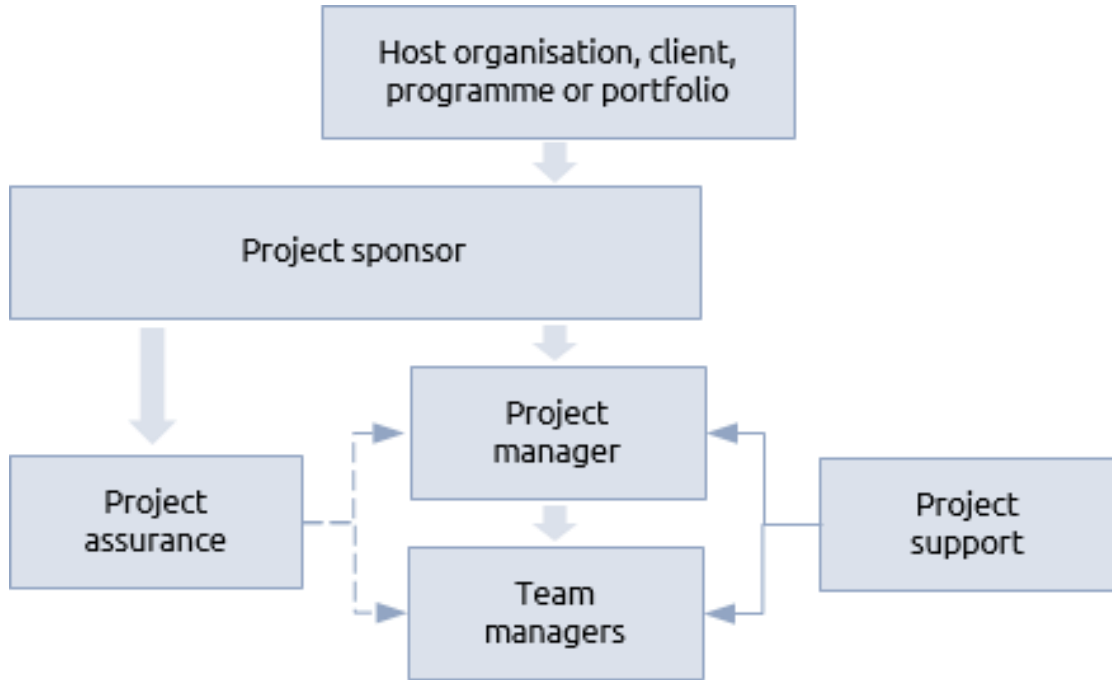 Host organisation, client,
programme or portfolio
Project sponsor
Project
manager
Project
assurance
Project
support
Team
managers